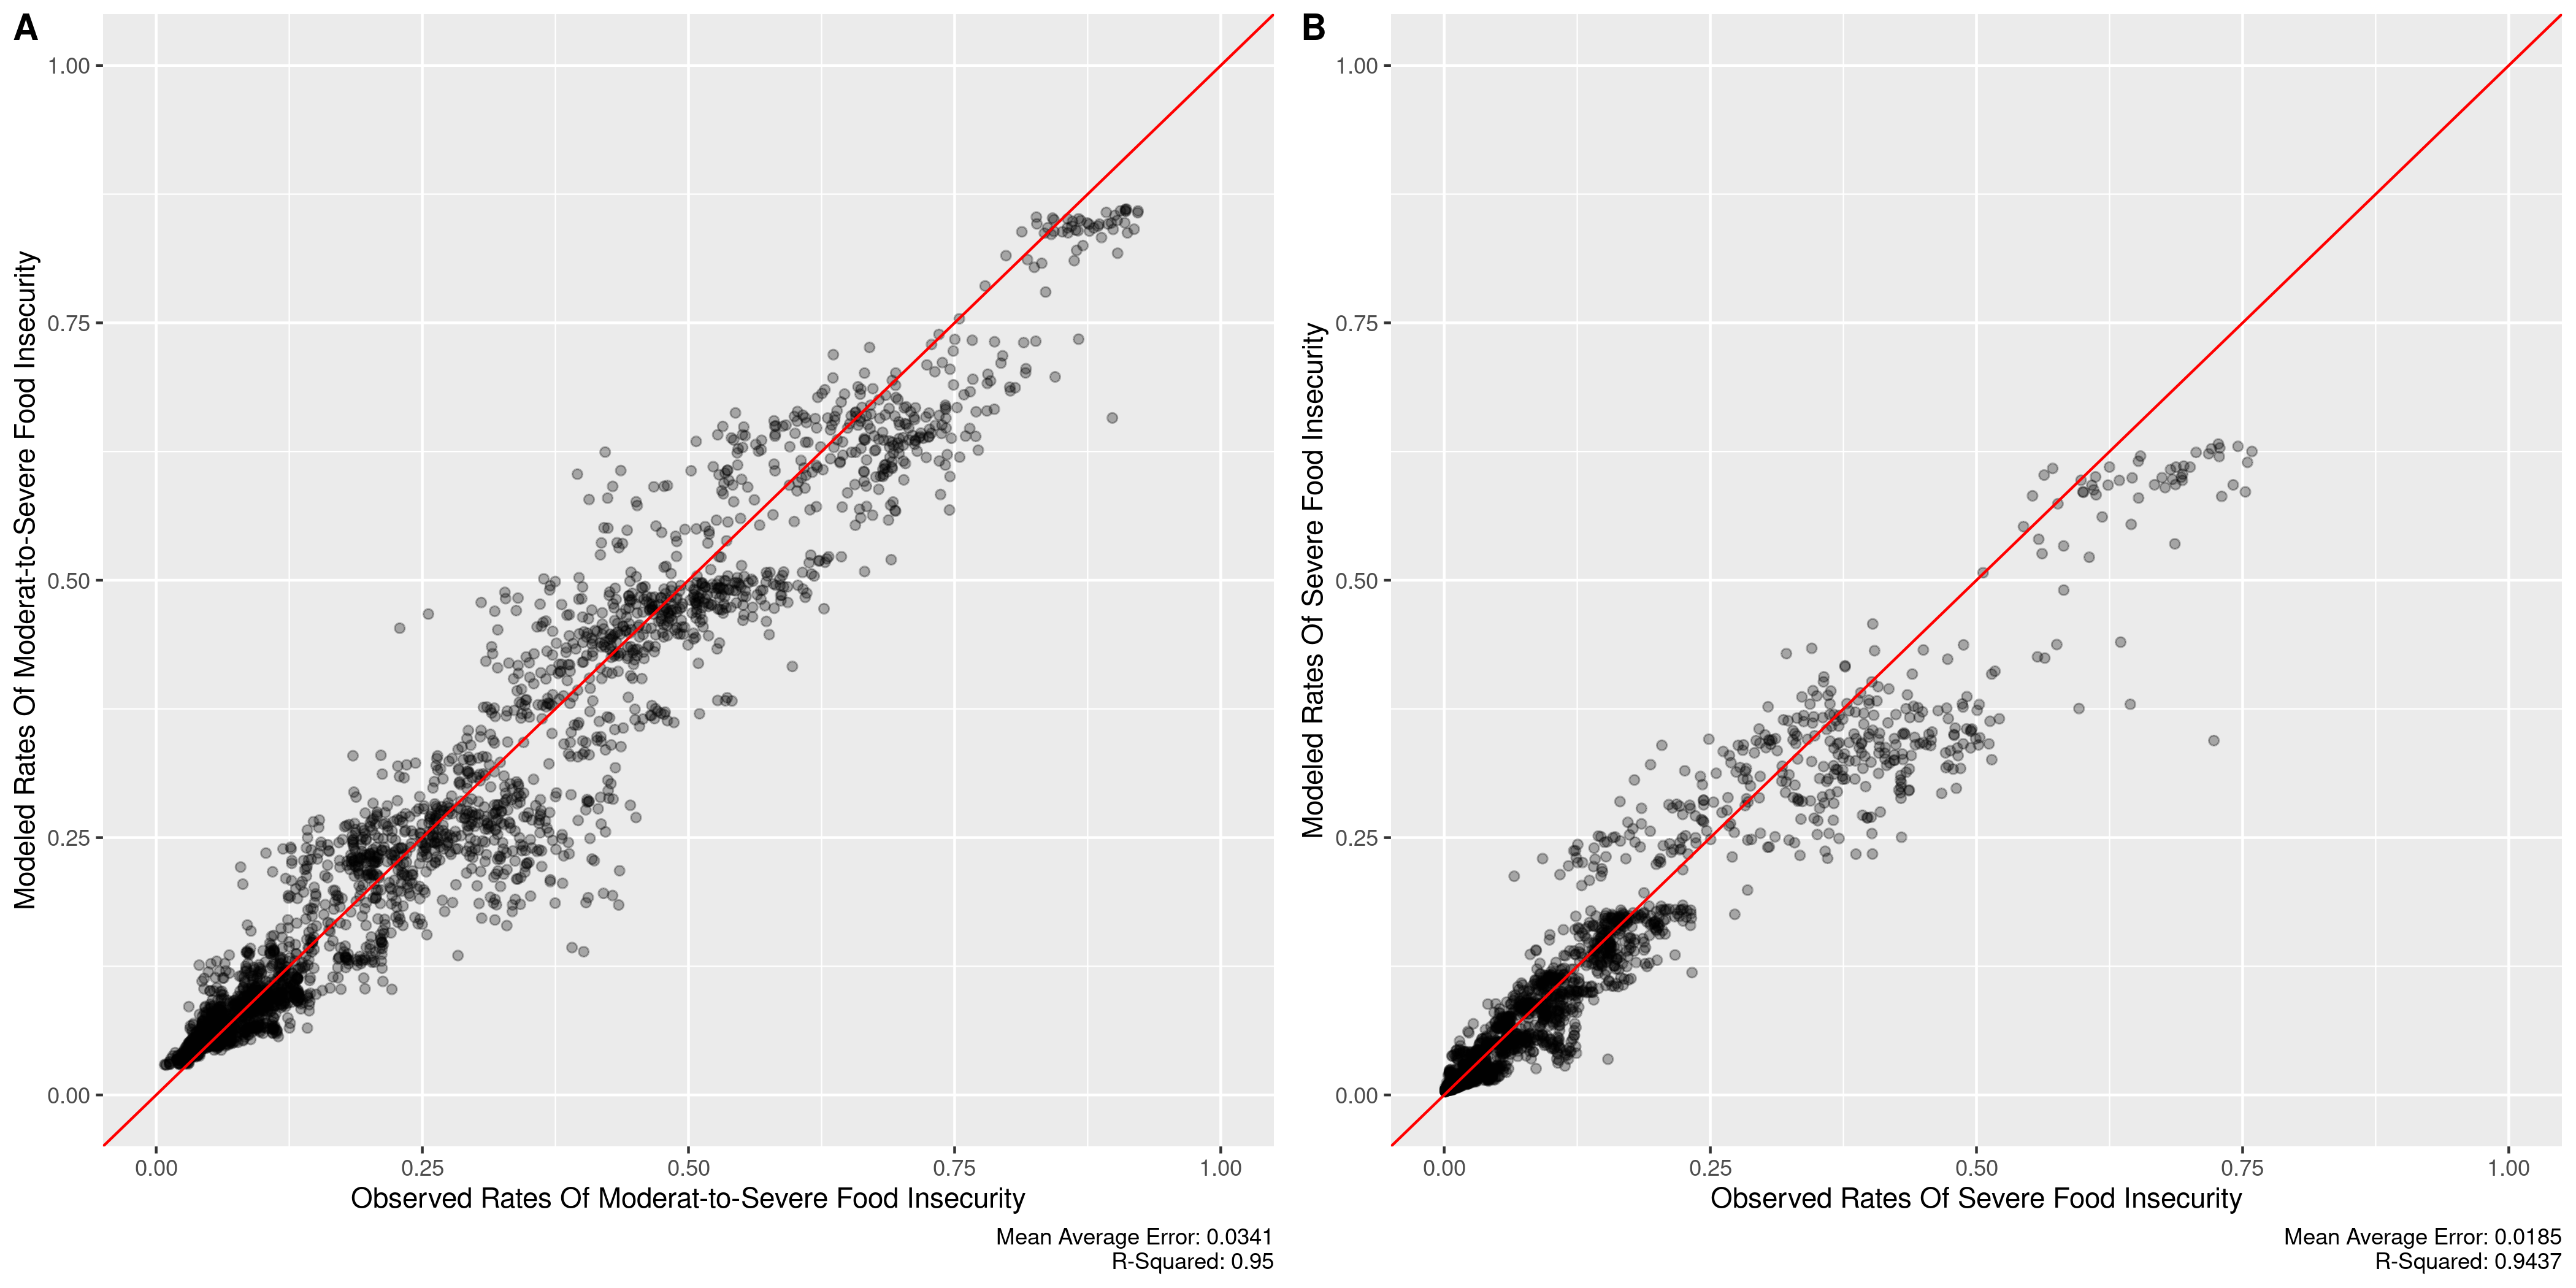 A
Modeled Rates Of Moderat-to-Severe Food Insecurity
1.00
0.75
0.50
0.25
0.00
0.00 0.25 0.50 0.75 1.00
Observed Rates Of Moderat-to-Severe Food Insecurity
Mean Average Error: 0.0341
R-Squared: 0.95
B
Modeled Rates Of Severe Food Insecurity
1.00
0.75
0.50
0.25
0.00
0.00 0.25 0.50 0.75 1.00
Observed Rates Of Severe Food Insecurity
Mean Average Error: 0.0185
R-Squared: 0.9437